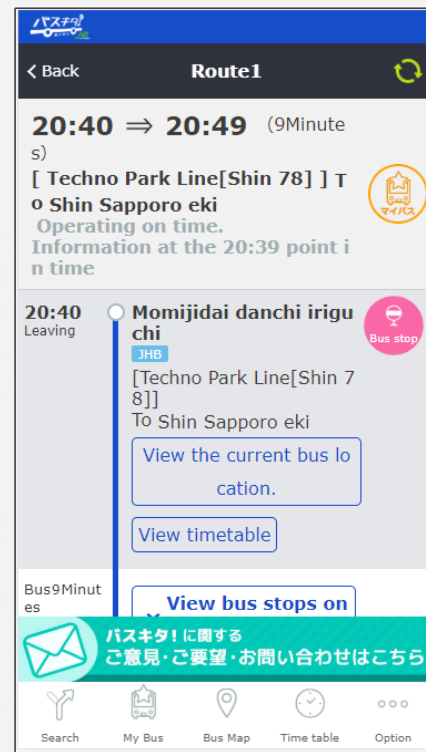 バスキタ!
Back
Route1
20:40 ⇒ 20:49 (9Minute
s)
[ Techno Park Line[Shin 78] ] T
o Shin Sapporo eki
マイバス
Operating on time.
Information at the 20:39 point i
n time
20:40
Leaving
Momijidai danchi irigu
chi
Bus stop
JHB
[Techno Park Line[Shin 7
8]]
To Shin Sapporo eki
View the current bus lo
cation.
View timetable
Bus9Minut
es
View bus stops on
バスキタ!に関する
ご意見・ご要望・お問い合わせはこちら
Search My Bus Bus Map Time table Option